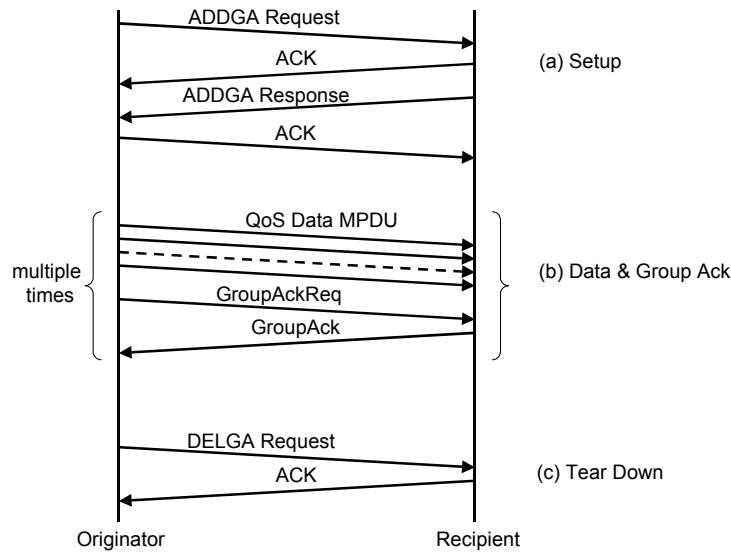 ADDGA Request
ACK
(a) Setup
ADDGA Response
ACK
QoS Data MPDU
multiple
times
(b) Data & Group Ack
GroupAckReq
GroupAck
DELGA Request
ACK
(c) Tear Down
Originator
Recipient